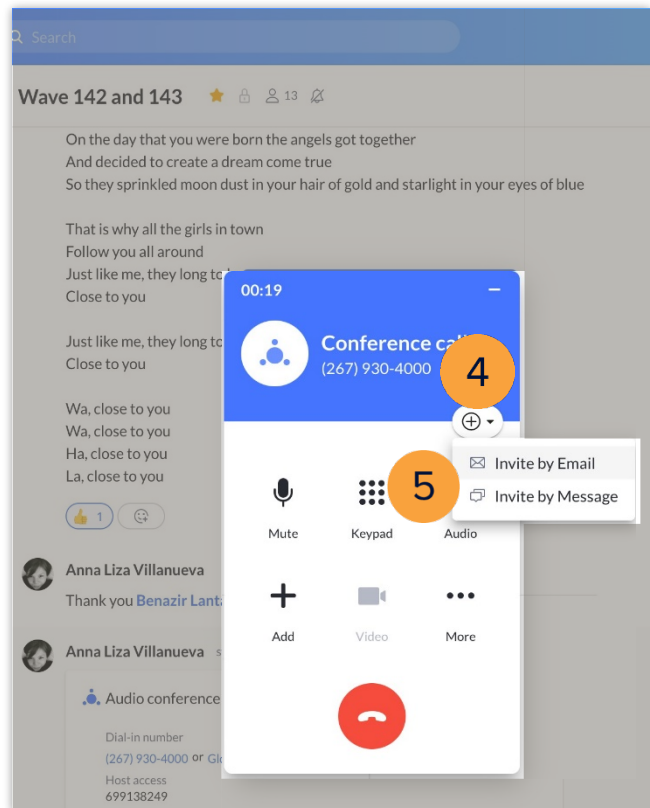 Search
Wave 142 and 143
13
On the day that you were born the angels got together
And decided to create a dream come true
So they sprinkled moon dust in your hair of gold and starlight in your eyes of blue
That is why all the girls in town
Follow you all around
Just like me, they long to
Close to you
Just like me, they long to
Close to you
Wa, close to you
Wa, close to you
Ha, close to you
La, close to you
1
Anna Liza Villanueva
Thank you Benazir
Anna Liza Villanueva
Audio conference
Dial-in number
(267) 930-4000 or
Host access
699138249
00:19
Conference
(267) 930-4000
4
5
Invite by Email
Invite by Message
Mute
Keypad
Audio
Add
Video
More